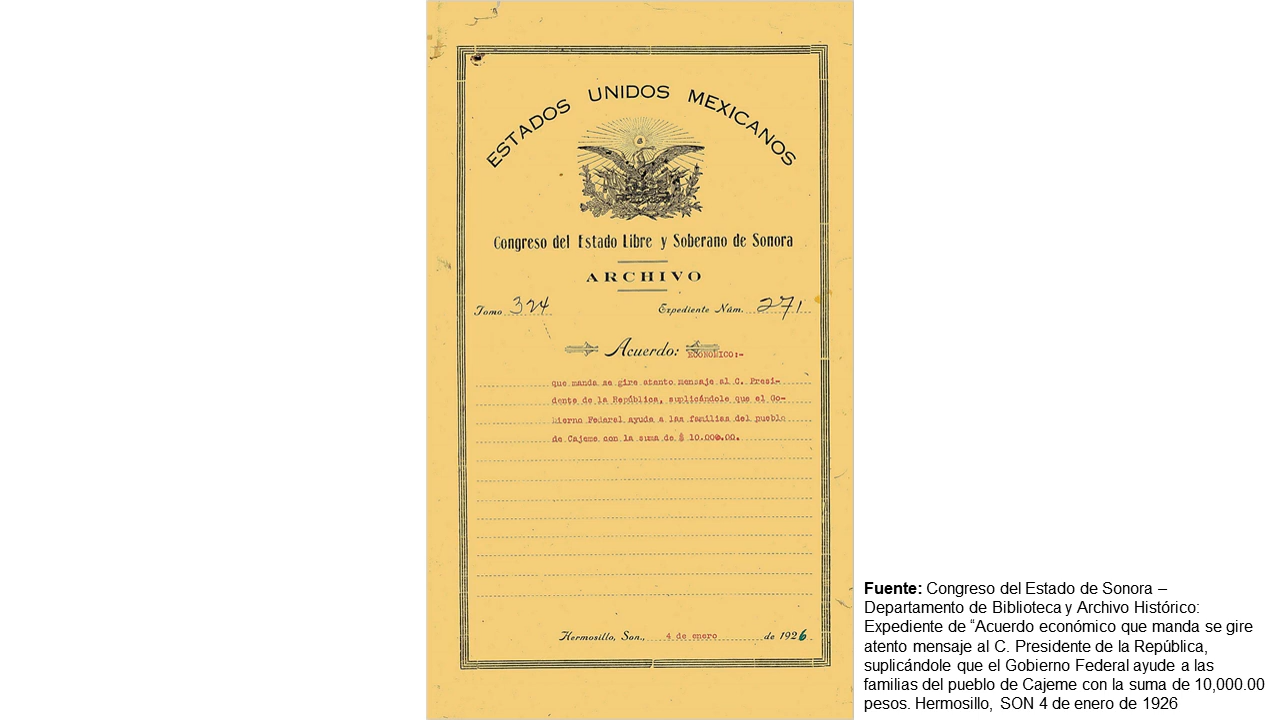 ESTADOS UNIDOS MEXICANOS
Congreso del Estado Libre y Soberano de Sonora
ARCHIVO
Tomo 324 Expediente Núm. 271
Acuerdo: ECONOMICO:-
que manda se gire atento mensaje al C. Presi-
dente de la República, suplicándole que el Go-
bierno Federal ayuda a las familias del pueblo
de Cajeme con la suma de $ 10.000.00.
Hermosillo, Son., 4 de enero de 1926
Fuente: Congreso del Estado de Sonora –
Departamento de Biblioteca y Archivo Histórico:
Expediente de “Acuerdo económico que manda se gire
atento mensaje al C. Presidente de la República,
suplicándole que el Gobierno Federal ayude a las
familias del pueblo de Cajeme con la suma de 10,000.00
pesos. Hermosillo, SON 4 de enero de 1926